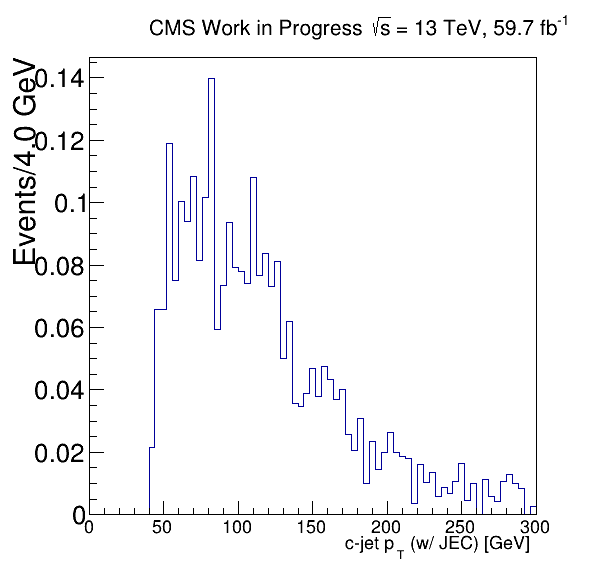 CMS Work in Progress √s = 13 TeV, 59.7 fb-1
Events/4.0 GeV
0.14
0.12
0.1
0.08
0.06
0.04
0.02
0
0 50 100 150 200 250 300
c-jet pT (w/ JEC) [GeV]